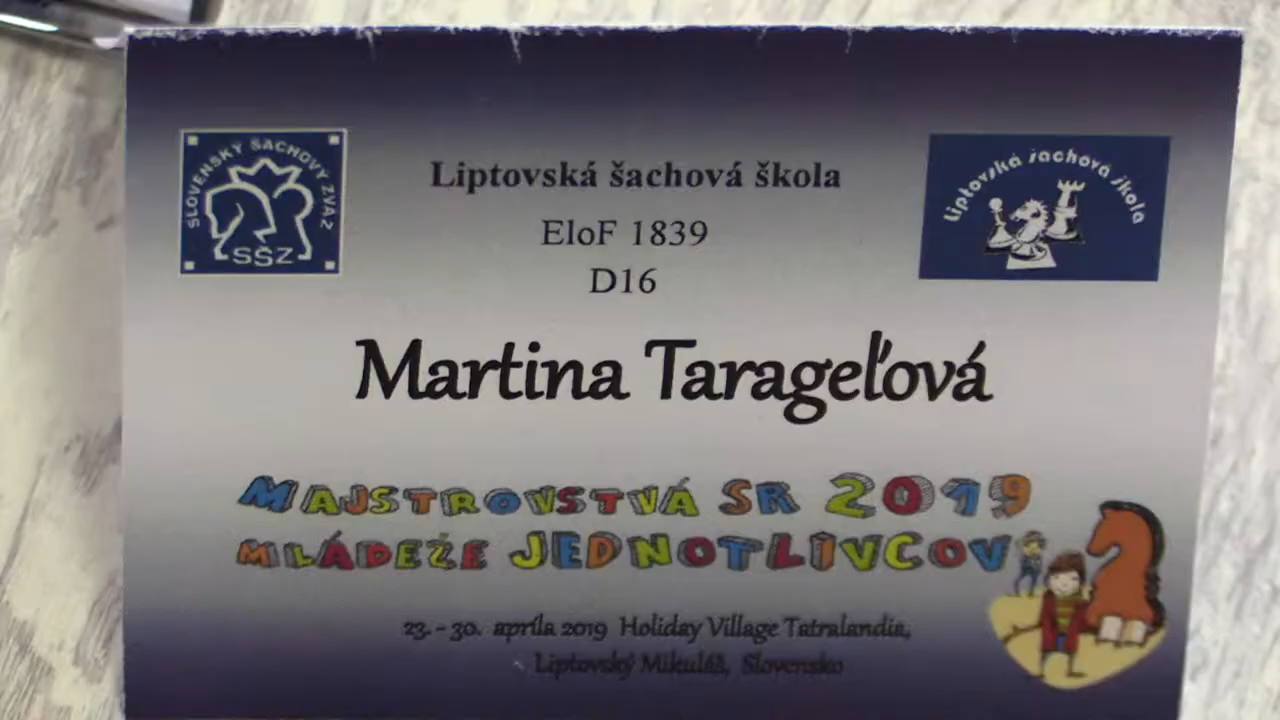 SLOVENSKÝ ŠACHOVÝ ZVÄZ
SŠZ
Liptovská šachová škola
EloF 1839
D16
Liptovská šachová škola
Martina Tarageľová
MAJSTROVSTVÁ SR 2019
MLÁDEŽE JEDNOTLIVCOV
23. - 30. apríla 2019 Holiday Village Tatralandia,
Liptovský Mikuláš, Slovensko